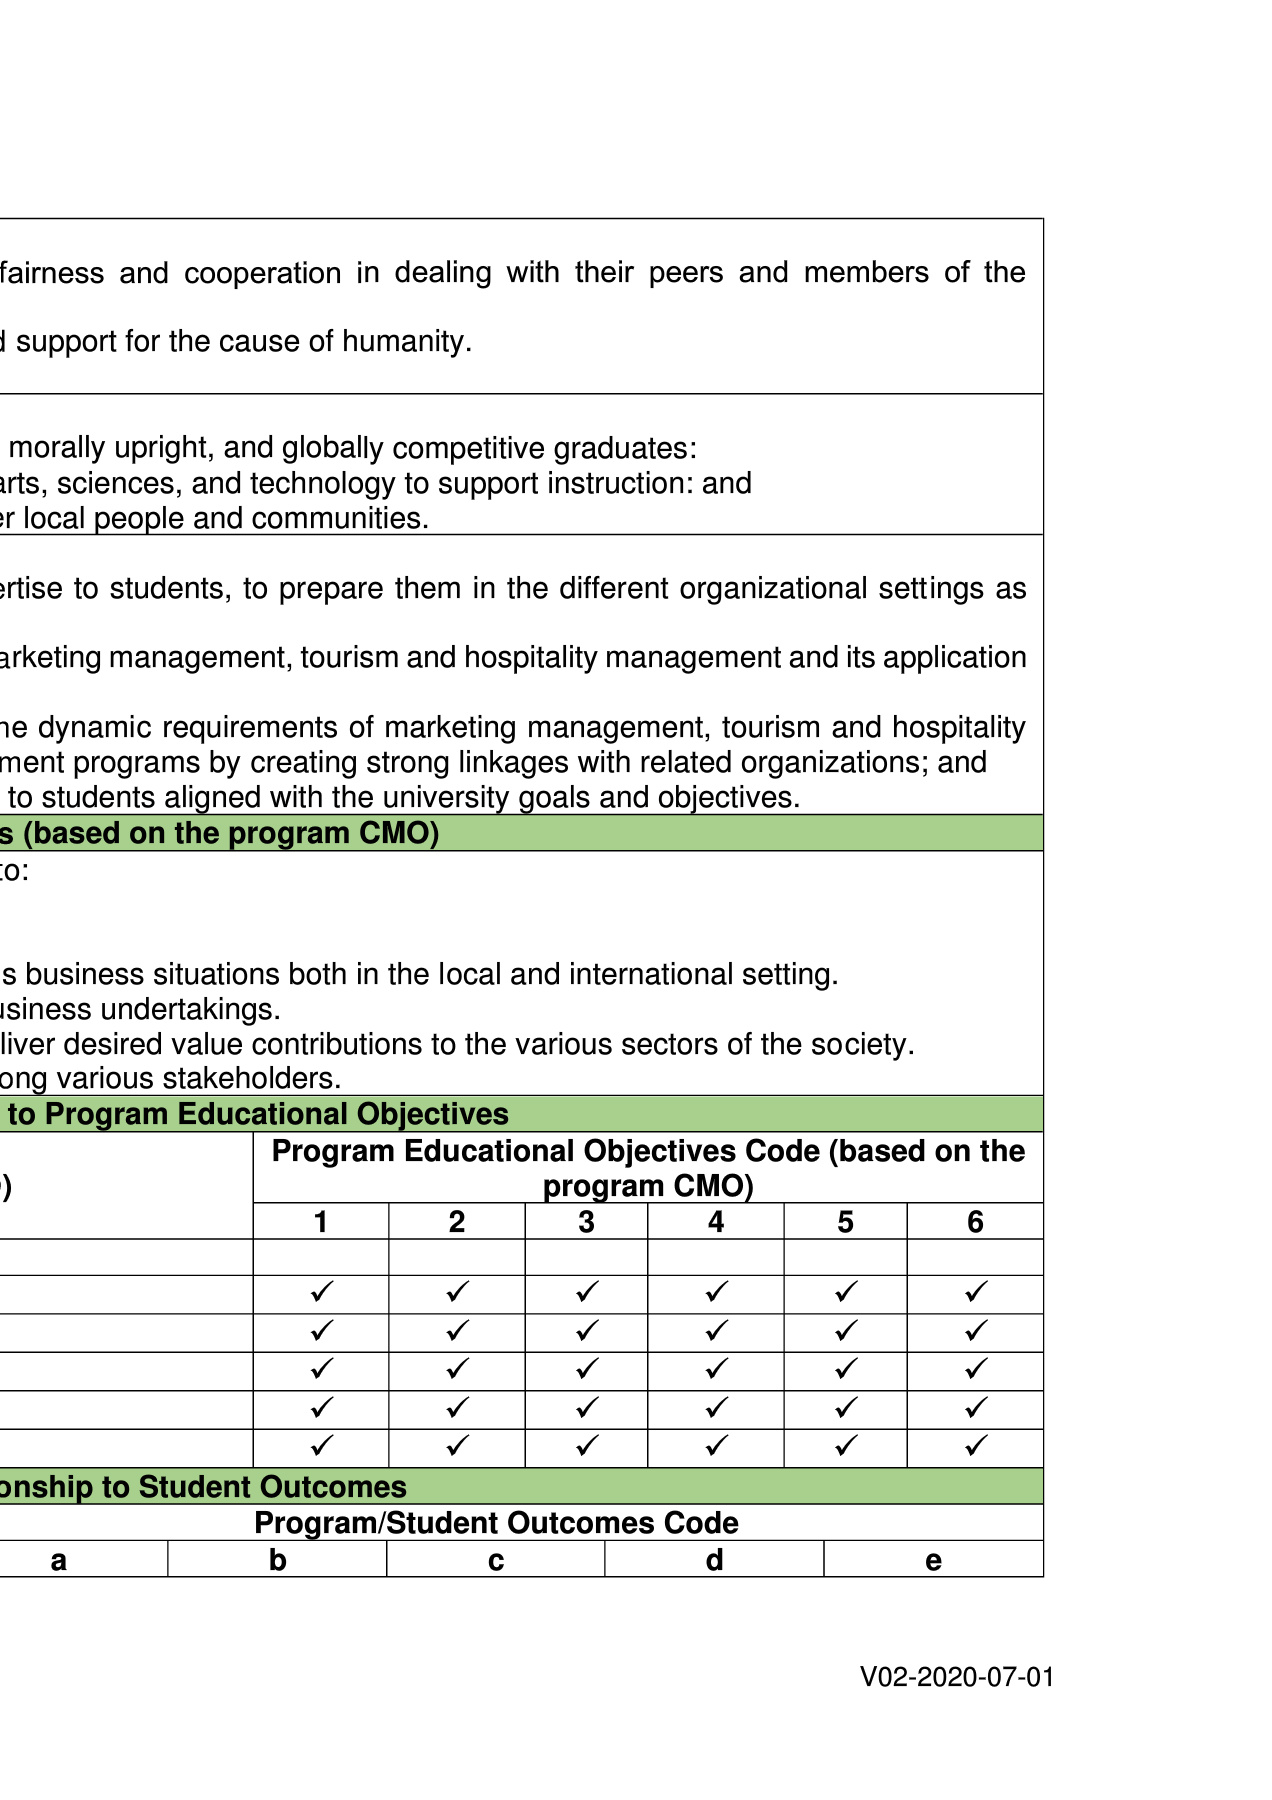 fairness and cooperation in dealing with their peers and members of the
support for the cause of humanity.
morally upright, and globally competitive graduates:
arts, sciences, and technology to support instruction: and
er local people and communities.
ertise to students, to prepare them in the different organizational settings as
arketing management, tourism and hospitality management and its application
he dynamic requirements of marketing management, tourism and hospitality
ment programs by creating strong linkages with related organizations; and
to students aligned with the university goals and objectives.
s (based on the program CMO)
to:
s business situations both in the local and international setting.
usiness undertakings.
liver desired value contributions to the various sectors of the society.
ong various stakeholders.
to Program Educational Objectives
Program Educational Objectives Code (based on the
program CMO)
)
1 2 3 4 5 6
✓ ✓ ✓ ✓ ✓ ✓
✓ ✓ ✓ ✓ ✓ ✓
✓ ✓ ✓ ✓ ✓ ✓
✓ ✓ ✓ ✓ ✓ ✓
✓ ✓ ✓ ✓ ✓ ✓
onship to Student Outcomes
Program/Student Outcomes Code
a b c d e
V02-2020-07-01